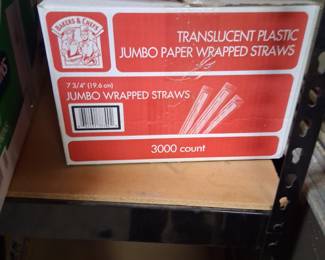 BAKERS & CHEFS
TRANSLUCENT PLASTIC
JUMBO PAPER WRAPPED STRAWS
7 3/4" (19.6 cm)
JUMBO WRAPPED STRAWS
3000 count